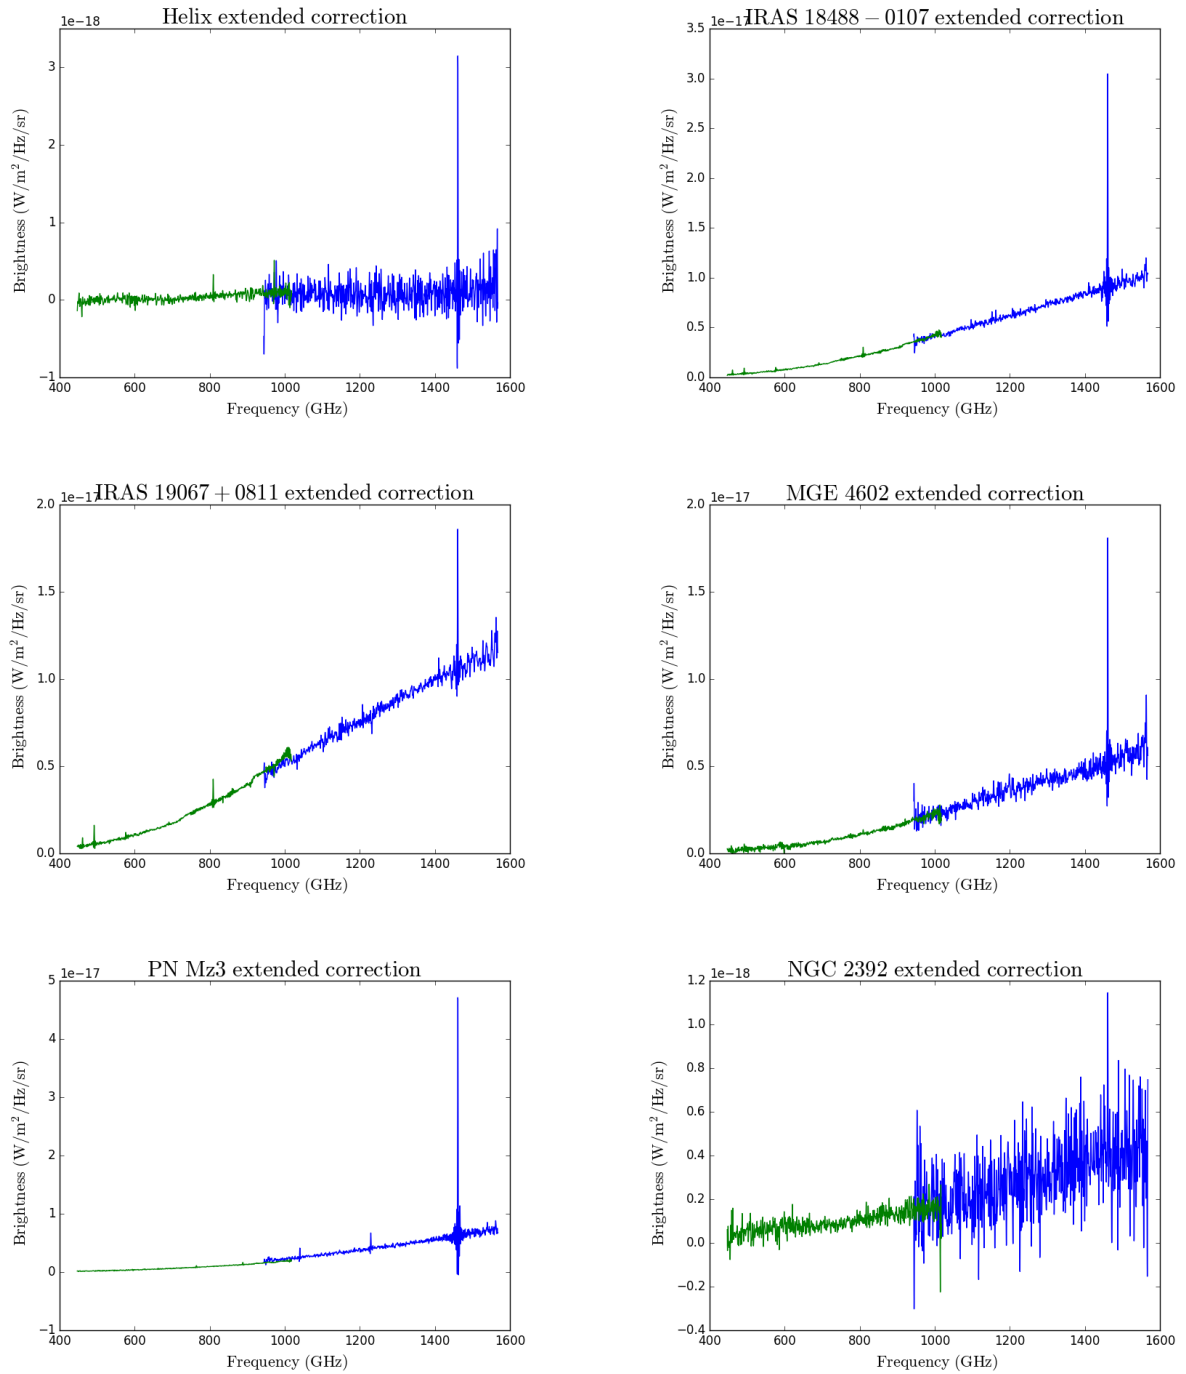 Helix extended correction
1e−18
Brightness (W/m²/Hz/sr)
3
2
1
0
−1
400 600 800 1000 1200 1400 1600
Frequency (GHz)
IRAS 18488 − 0107 extended correction
1e−17
Brightness (W/m²/Hz/sr)
3.5
3.0
2.5
2.0
1.5
1.0
0.5
0.0
400 600 800 1000 1200 1400 1600
Frequency (GHz)
IRAS 19067 + 0811 extended correction
1e−17
Brightness (W/m²/Hz/sr)
2.0
1.5
1.0
0.5
0.0
400 600 800 1000 1200 1400 1600
Frequency (GHz)
MGE 4602 extended correction
1e−17
Brightness (W/m²/Hz/sr)
2.0
1.5
1.0
0.5
0.0
400 600 800 1000 1200 1400 1600
Frequency (GHz)
PN Mz3 extended correction
1e−17
Brightness (W/m²/Hz/sr)
5
4
3
2
1
0
−1
400 600 800 1000 1200 1400 1600
Frequency (GHz)
NGC 2392 extended correction
1e−18
Brightness (W/m²/Hz/sr)
1.2
1.0
0.8
0.6
0.4
0.2
0.0
−0.2
−0.4
400 600 800 1000 1200 1400 1600
Frequency (GHz)